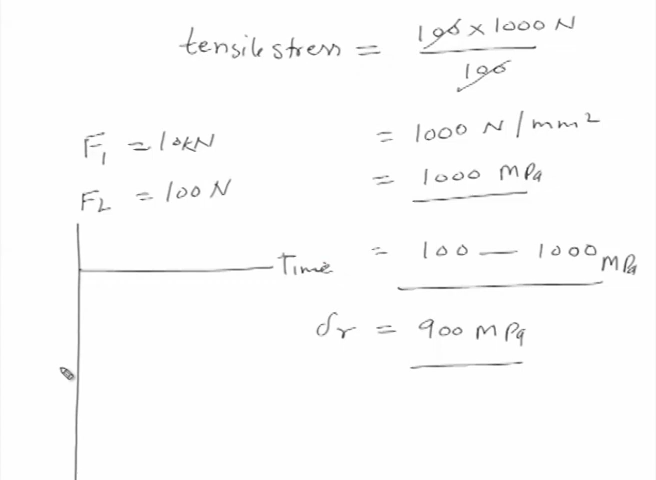 tensile stress = 100 x 1000 N / 100
F1 = 10kN
= 1000 N/mm²
F2 = 100 N
= 1000 MPa
Time
= 100 — 1000 MPa
σr = 900 MPa